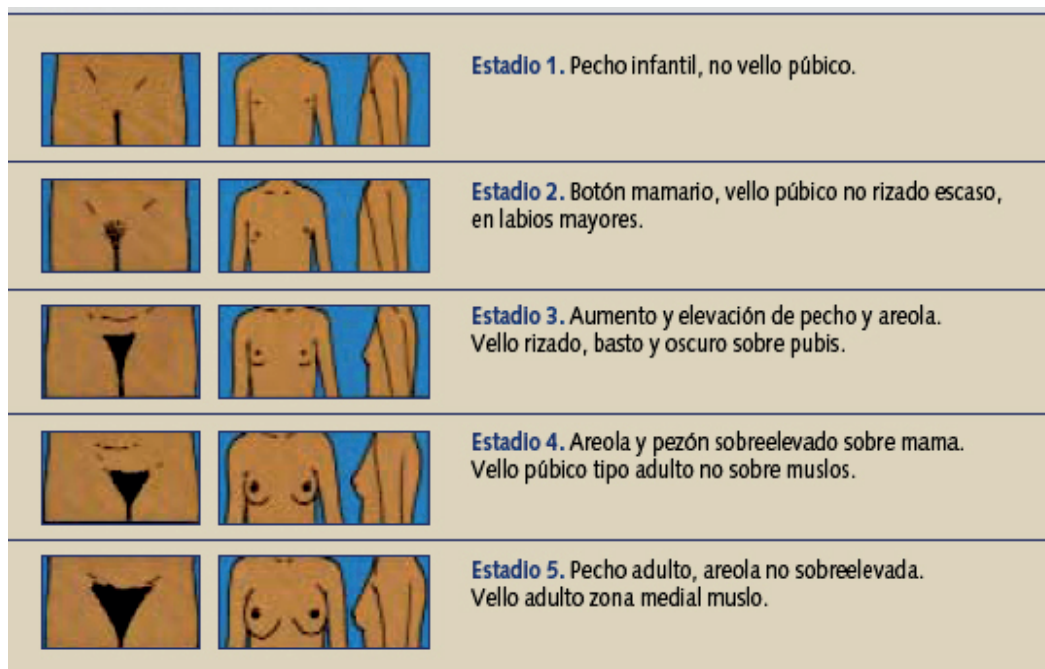 Estadio 1. Pecho infantil, no vello púbico.
Estadio 2. Botón mamario, vello púbico no rizado escaso,
en labios mayores.
Estadio 3. Aumento y elevación de pecho y areola.
Vello rizado, basto y oscuro sobre pubis.
Estadio 4. Areola y pezón sobreelevado sobre mama.
Vello púbico tipo adulto no sobre muslos.
Estadio 5. Pecho adulto, areola no sobreelevada.
Vello adulto zona medial muslo.